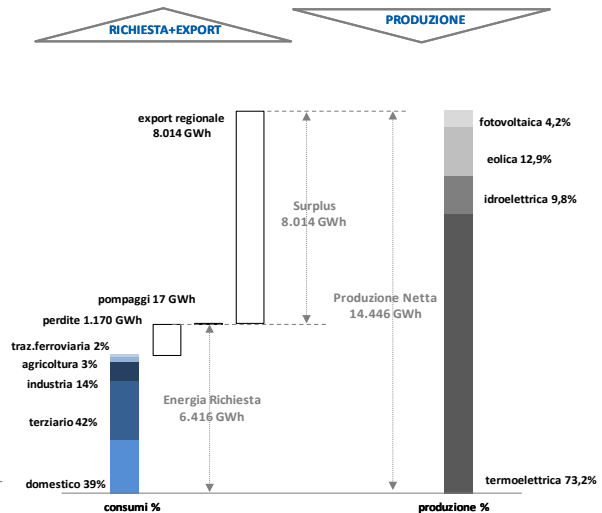 RICHIESTA+EXPORT
PRODUZIONE
export regionale
8.014 GWh
fotovoltaica 4,2%
eolica 12,9%
idroelettrica 9,8%
Surplus
8.014 GWh
pompaggi 17 GWh
Produzione Netta
14.446 GWh
perdite 1.170 GWh
traz.ferroviaria 2%
agricoltura 3%
industria 14%
Energia Richiesta
6.416 GWh
terziario 42%
domestico 39%
termoelettrica 73,2%
consumi %
produzione %